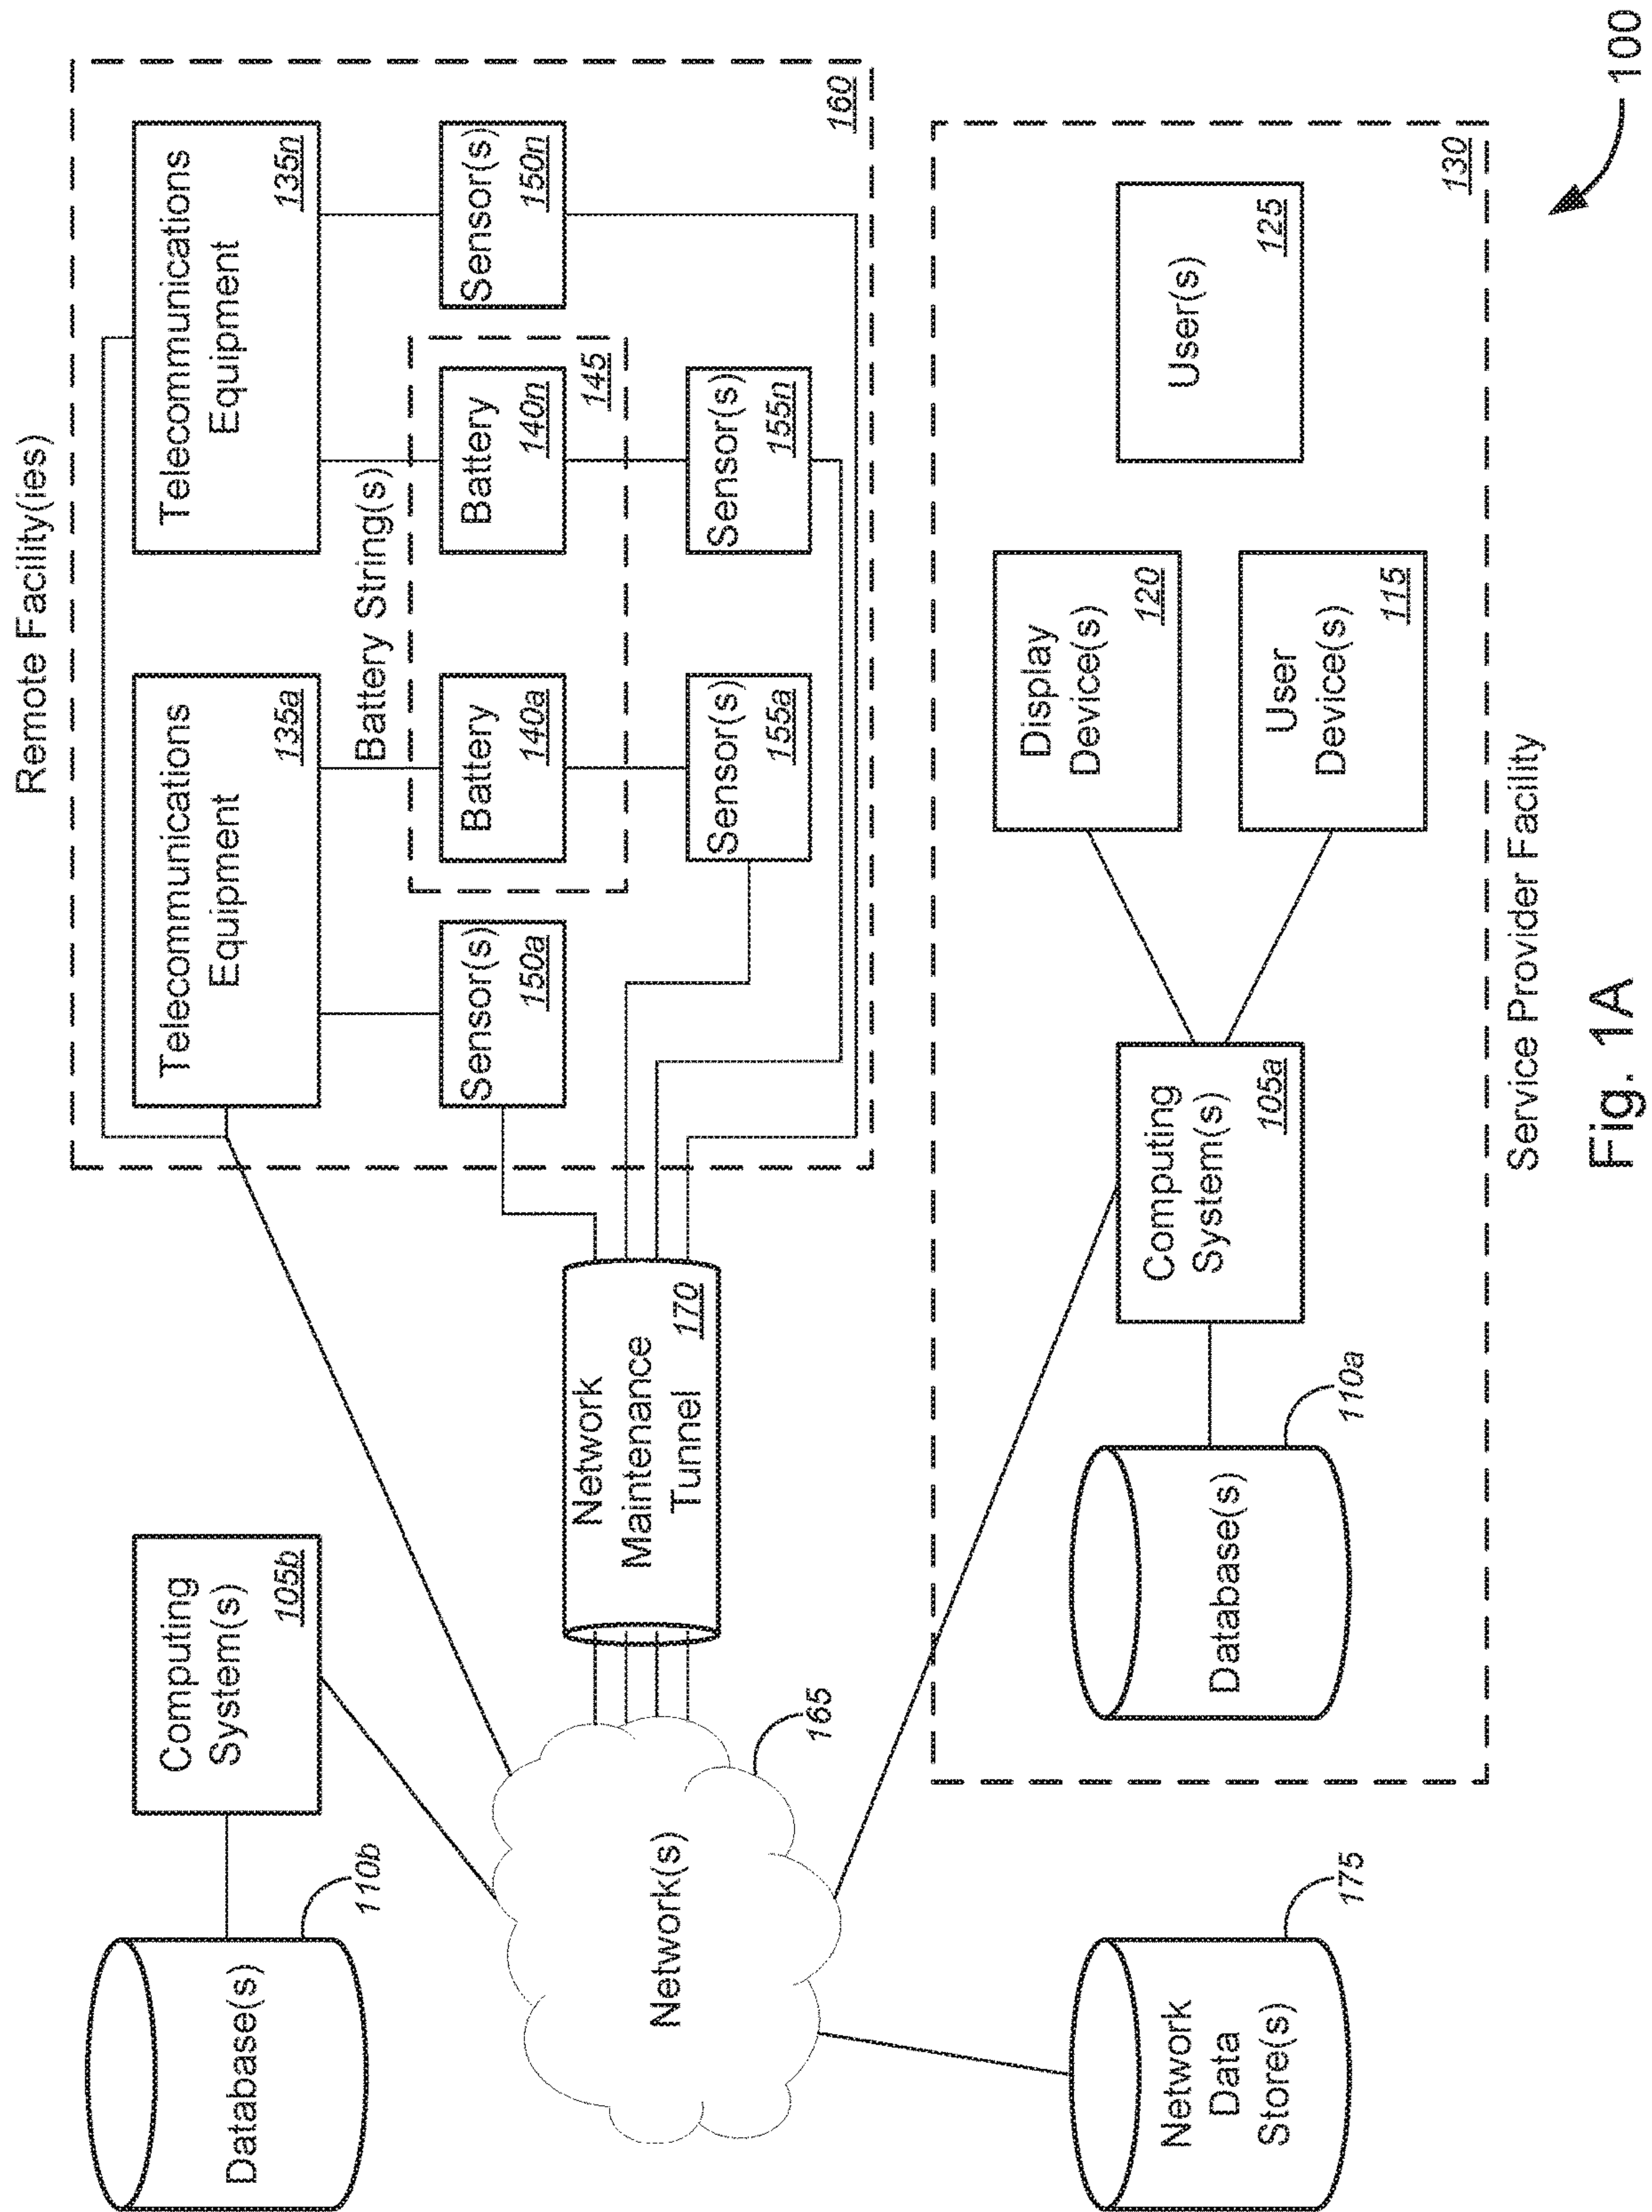 Remote Facility(ies)
Database(s)
110b
Computing
System(s)
105b
Telecommunications
Equipment
135a
Telecommunications
Equipment
135n
Battery String(s)
Sensor(s)
150a
Battery
140a
Battery
140n
145
Sensor(s)
150n
Sensor(s)
155a
Sensor(s)
155n
160
Network(s)
165
Network
Maintenance
Tunnel
170
Network
Data
Store(s)
175
Database(s)
110a
Computing
System(s)
105a
Display
Device(s)
120
User
Device(s)
115
User(s)
125
130
Service Provider Facility
Fig. 1A
100